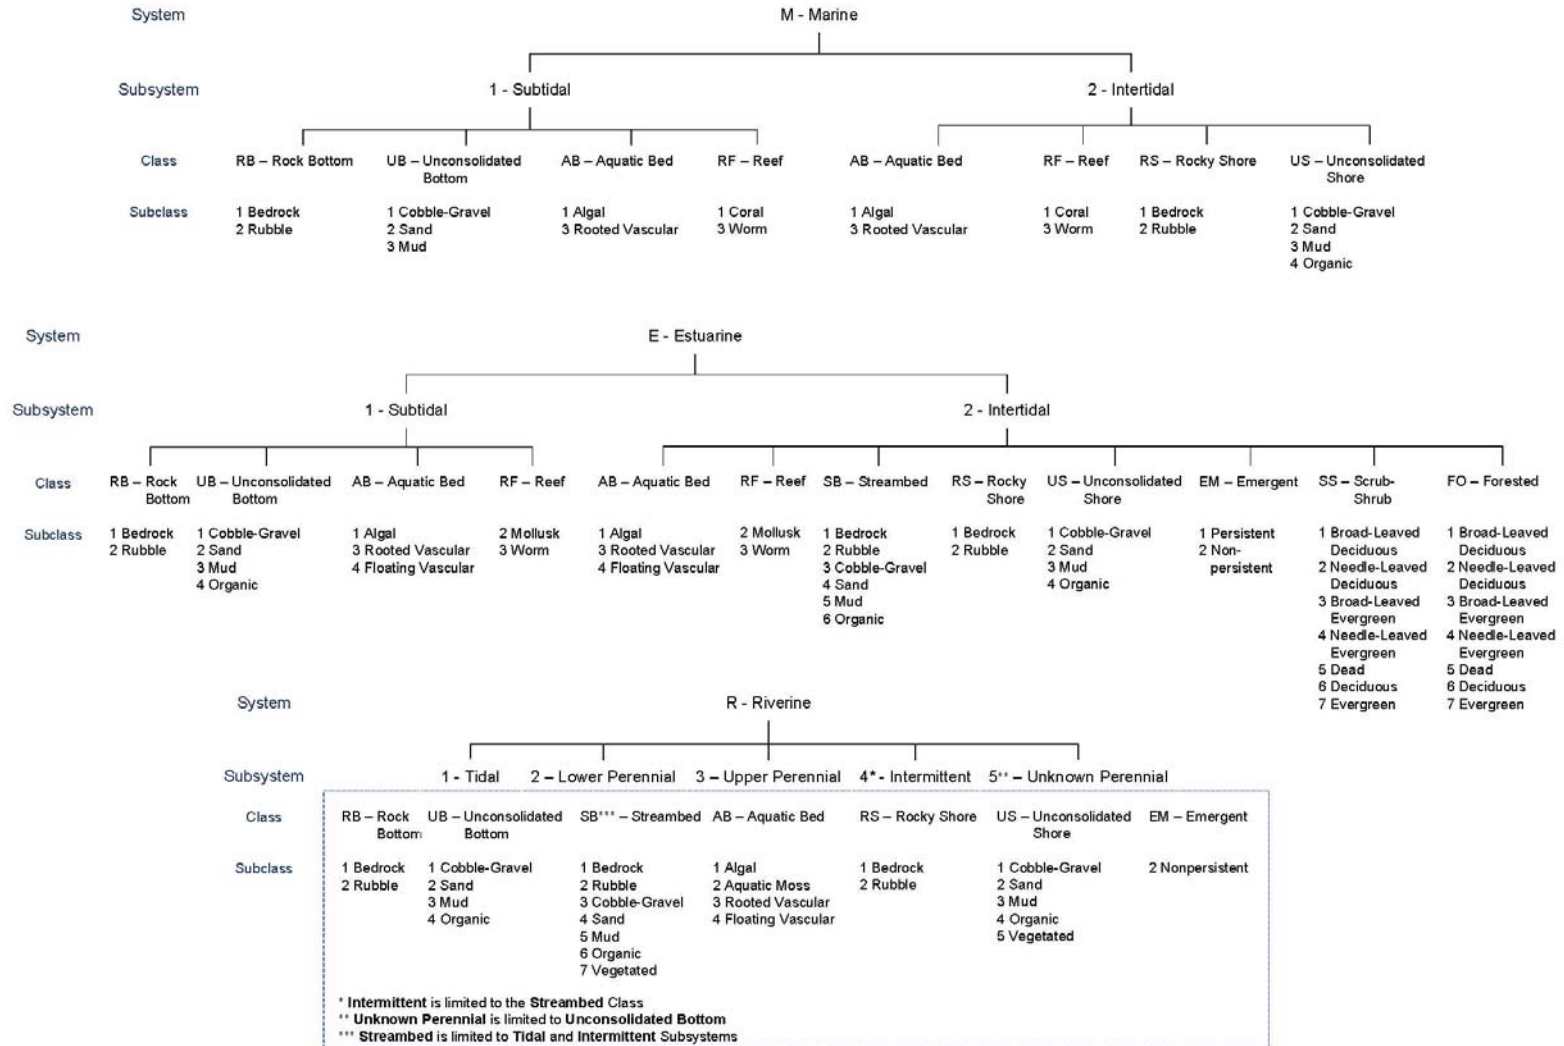 System
M - Marine
Subsystem
1 - Subtidal
2 - Intertidal
Class
RB – Rock Bottom
UB – Unconsolidated
Bottom
AB – Aquatic Bed
RF – Reef
AB – Aquatic Bed
RF – Reef
RS – Rocky Shore
US – Unconsolidated
Shore
Subclass
1 Bedrock
2 Rubble
1 Cobble-Gravel
2 Sand
3 Mud
1 Algal
3 Rooted Vascular
1 Coral
3 Worm
1 Algal
3 Rooted Vascular
1 Coral
3 Worm
1 Bedrock
2 Rubble
1 Cobble-Gravel
2 Sand
3 Mud
4 Organic
System
E - Estuarine
Subsystem
1 - Subtidal
2 - Intertidal
Class
RB – Rock
Bottom
UB – Unconsolidated
Bottom
AB – Aquatic Bed
RF – Reef
AB – Aquatic Bed
RF – Reef
SB – Streambed
RS – Rocky
Shore
US – Unconsolidated
Shore
EM – Emergent
SS – Scrub-
Shrub
FO – Forested
Subclass
1 Bedrock
2 Rubble
1 Cobble-Gravel
2 Sand
3 Mud
4 Organic
1 Algal
3 Rooted Vascular
4 Floating Vascular
2 Mollusk
3 Worm
1 Algal
3 Rooted Vascular
4 Floating Vascular
2 Mollusk
3 Worm
1 Bedrock
2 Rubble
3 Cobble-Gravel
4 Sand
5 Mud
6 Organic
1 Bedrock
2 Rubble
1 Cobble-Gravel
2 Sand
3 Mud
4 Organic
1 Persistent
2 Non-
persistent
1 Broad-Leaved
Deciduous
2 Needle-Leaved
Deciduous
3 Broad-Leaved
Evergreen
4 Needle-Leaved
Evergreen
5 Dead
6 Deciduous
7 Evergreen
1 Broad-Leaved
Deciduous
2 Needle-Leaved
Deciduous
3 Broad-Leaved
Evergreen
4 Needle-Leaved
Evergreen
5 Dead
6 Deciduous
7 Evergreen
System
R - Riverine
Subsystem
1 - Tidal
2 – Lower Perennial
3 – Upper Perennial
4* - Intermittent
5** – Unknown Perennial
Class
RB – Rock
Bottom
UB – Unconsolidated
Bottom
SB*** – Streambed
AB – Aquatic Bed
RS – Rocky Shore
US – Unconsolidated
Shore
EM – Emergent
Subclass
1 Bedrock
2 Rubble
1 Cobble-Gravel
2 Sand
3 Mud
4 Organic
1 Bedrock
2 Rubble
3 Cobble-Gravel
4 Sand
5 Mud
6 Organic
7 Vegetated
1 Algal
2 Aquatic Moss
3 Rooted Vascular
4 Floating Vascular
1 Bedrock
2 Rubble
1 Cobble-Gravel
2 Sand
3 Mud
4 Organic
5 Vegetated
2 Nonpersistent
* Intermittent is limited to the Streambed Class
** Unknown Perennial is limited to Unconsolidated Bottom
*** Streambed is limited to Tidal and Intermittent Subsystems